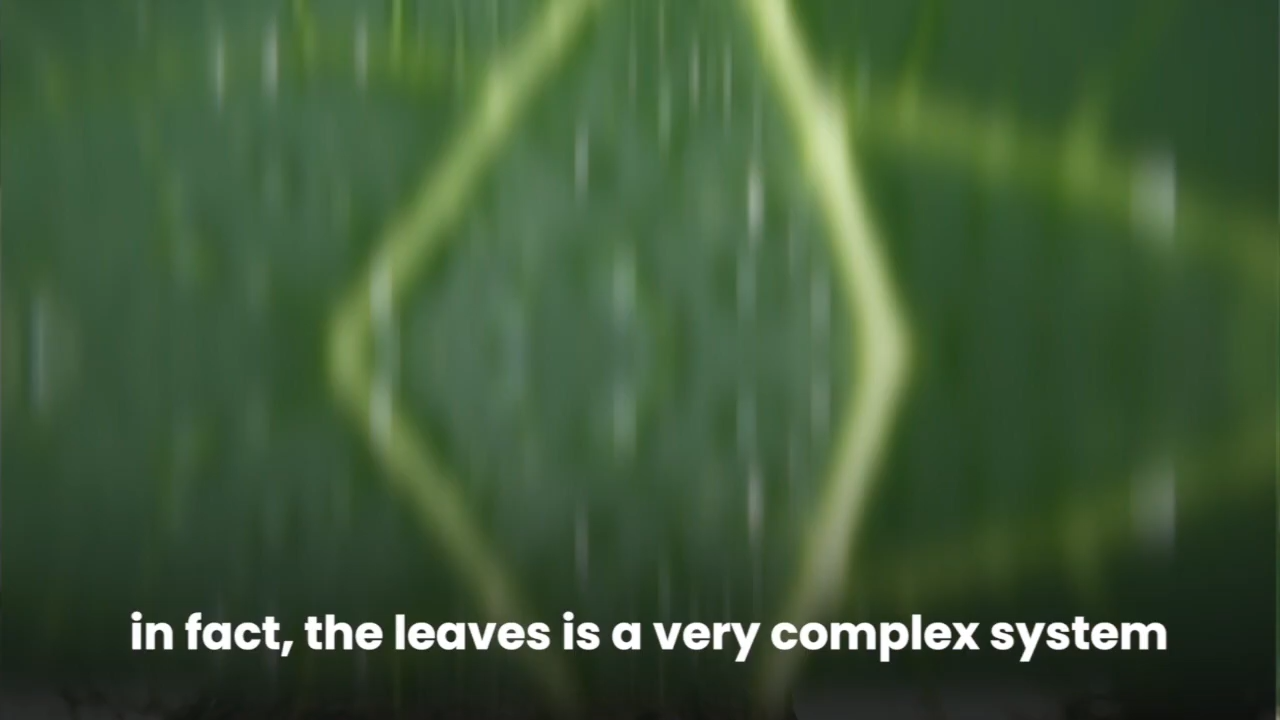 in fact, the leaves is a very complex system